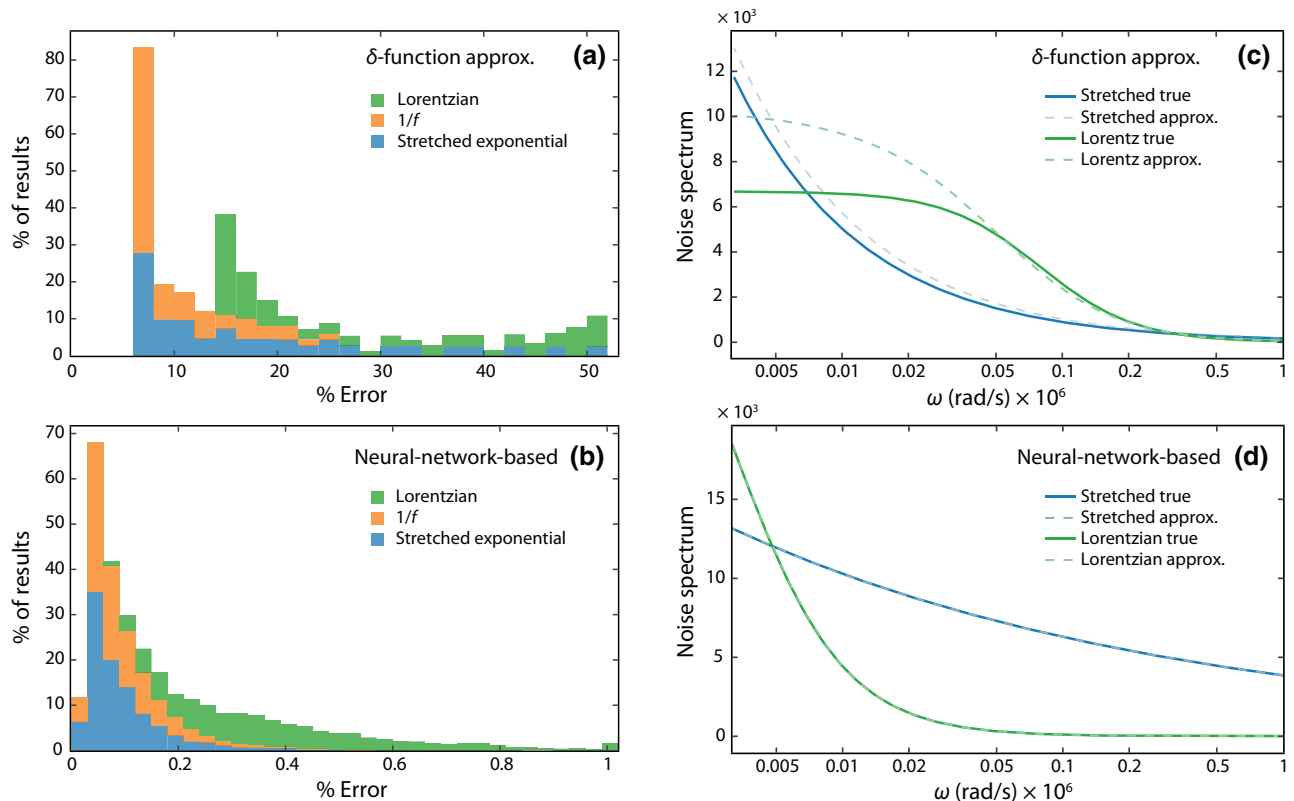 (a)
δ-function approx.
Lorentzian
1/f
Stretched exponential
% of results
80
70
60
50
40
30
20
10
0
0 10 20 30 40 50
% Error
(b)
Neural-network-based
Lorentzian
1/f
Stretched exponential
% of results
70
60
50
40
30
20
10
0
0 0.2 0.4 0.6 0.8 1
% Error
× 10³
(c)
δ-function approx.
Stretched true
Stretched approx.
Lorentz true
Lorentz approx.
Noise spectrum
12
10
8
6
4
2
0
0.005 0.01 0.02 0.05 0.1 0.2 0.5 1
ω (rad/s) × 10⁶
× 10³
(d)
Neural-network-based
Stretched true
Stretched approx.
Lorentzian true
Lorentzian approx.
Noise spectrum
15
10
5
0
0.005 0.01 0.02 0.05 0.1 0.2 0.5 1
ω (rad/s) × 10⁶